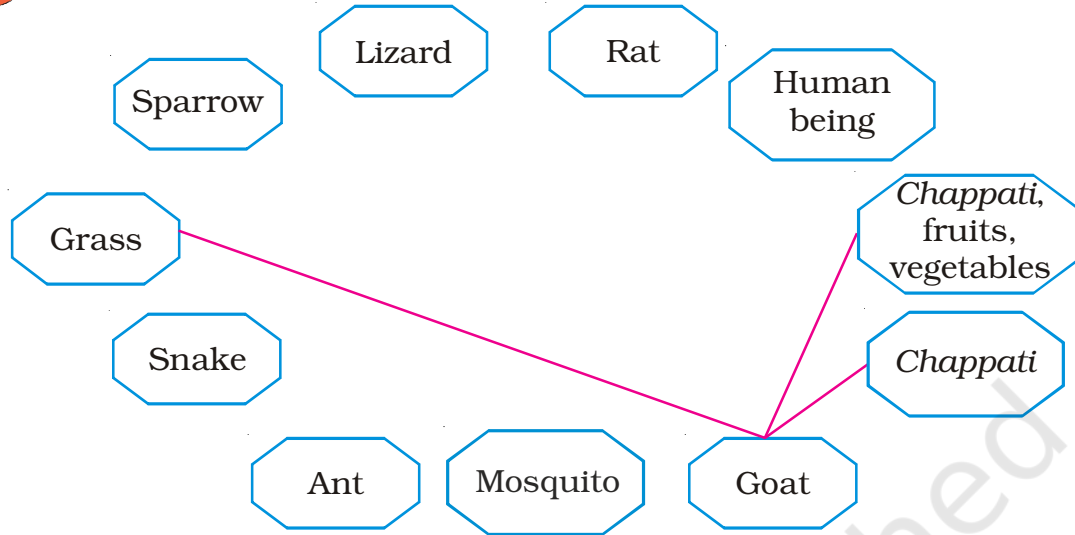 Lizard
Rat
Human
being
Sparrow
Chappati,
fruits,
vegetables
Grass
Snake
Chappati
Ant
Mosquito
Goat